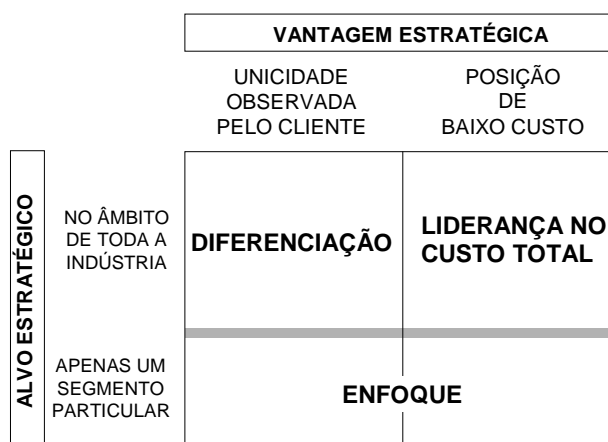 VANTAGEM ESTRATÉGICA
UNICIDADE
OBSERVADA
PELO CLIENTE
POSIÇÃO
DE
BAIXO CUSTO
ALVO ESTRATÉGICO
NO ÂMBITO
DE TODA A
INDÚSTRIA
DIFERENCIAÇÃO
LIDERANÇA NO
CUSTO TOTAL
APENAS UM
SEGMENTO
PARTICULAR
ENFOQUE